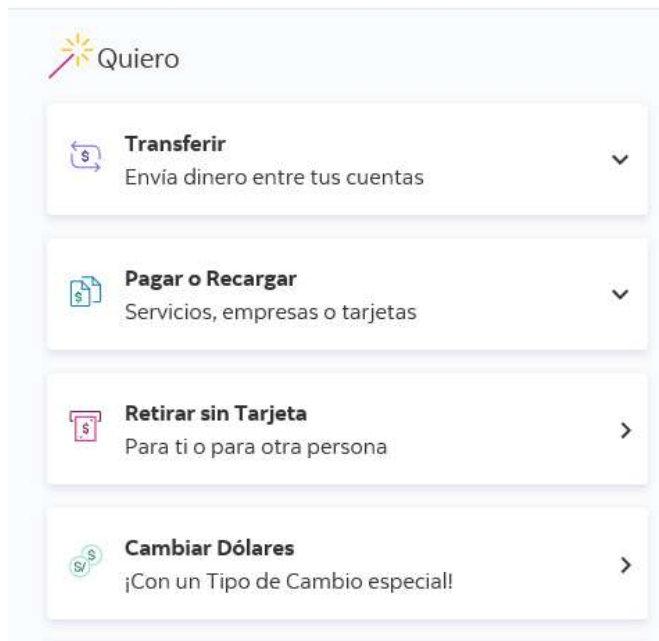 Quiero
Transferir
Envía dinero entre tus cuentas
$
Pagar o Recargar
Servicios, empresas o tarjetas
$
Retirar sin Tarjeta
Para ti o para otra persona
$
Cambiar Dólares
¡Con un Tipo de Cambio especial!
S/ $